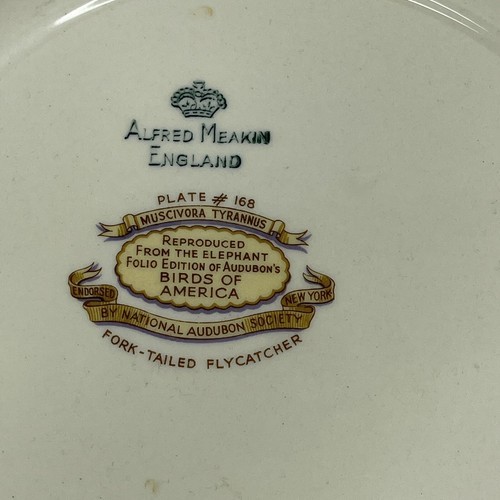 ALFRED MEAKIN
ENGLAND
PLATE # 168
MUSCIVORA TYRANNUS
REPRODUCED
FROM THE ELEPHANT
FOLIO EDITION OF AUDUBON'S
BIRDS OF
AMERICA
ENDORSED
BY NATIONAL AUDUBON SOCIETY
NEW YORK
FORK-TAILED FLYCATCHER